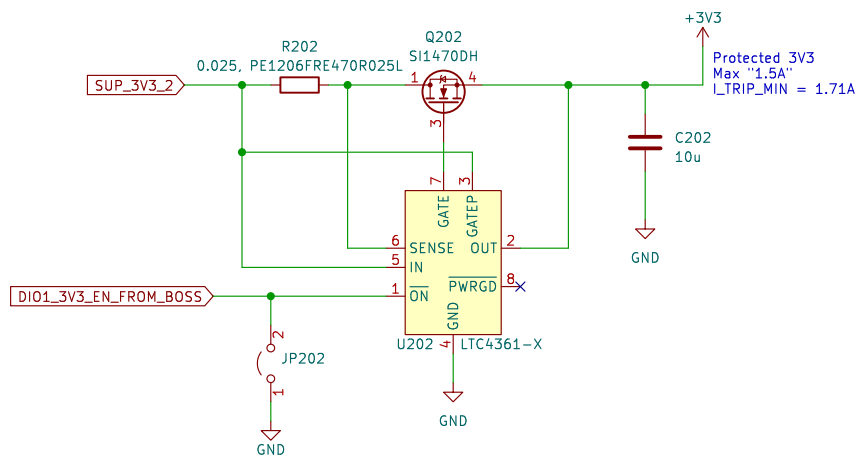 +3V3
Q202
SI1470DH
R202
0.025, PE1206FRE470R025L
Protected 3V3
Max "1.5A"
I_TRIP_MIN = 1.71A
SUP_3V3_2
1
4
3
C202
10u
7
3
GATE
GATEP
GND
6
SENSE
OUT
2
5
IN
DIO1_3V3_EN_FROM_BOSS
1
ON
PWRGD
8
GND
4
U202
LTC4361-X
2
JP202
1
GND
GND